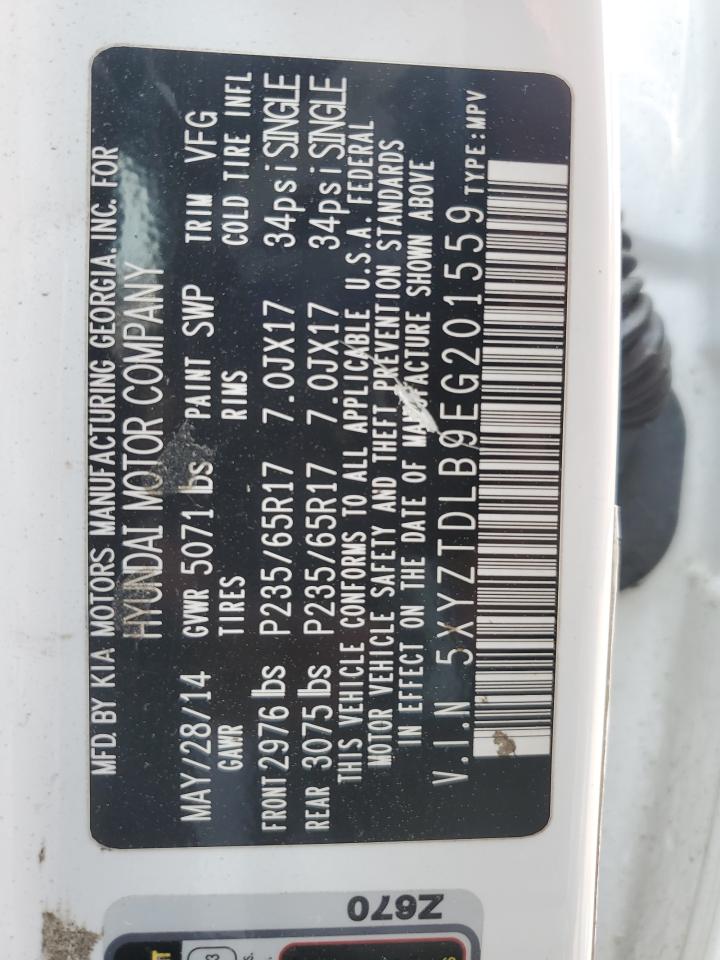 MFD. BY KIA MOTORS MANUFACTURING GEORGIA, INC. FOR
HYUNDAI MOTOR COMPANY
MAY/28/14 GVWR 5071 lbs PAINT SWP TRIM VFG
GAWR TIRES RIMS COLD TIRE INFL
FRONT 2976 lbs P235/65R17 7.0JX17 34psi SINGLE
REAR 3075 lbs P235/65R17 7.0JX17 34psi SINGLE
THIS VEHICLE CONFORMS TO ALL APPLICABLE U.S.A. FEDERAL
MOTOR VEHICLE SAFETY AND THEFT PREVENTION STANDARDS
IN EFFECT ON THE DATE OF MANUFACTURE SHOWN ABOVE
V.I.N 5XYZTDLB9EG201559 TYPE:MPV
Z670